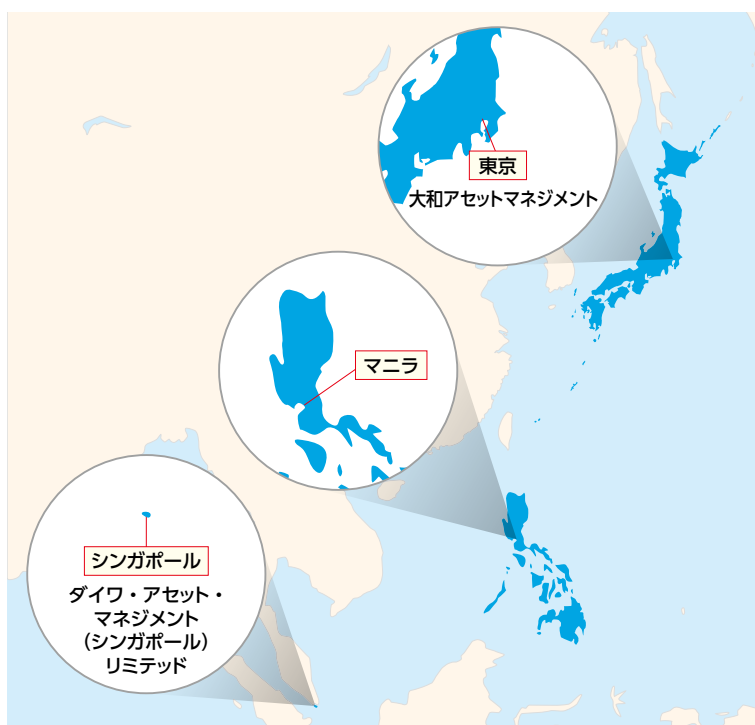 東京
大和アセットマネジメント
マニラ
シンガポール
ダイワ・アセット・
マネジメント
(シンガポール)
リミテッド